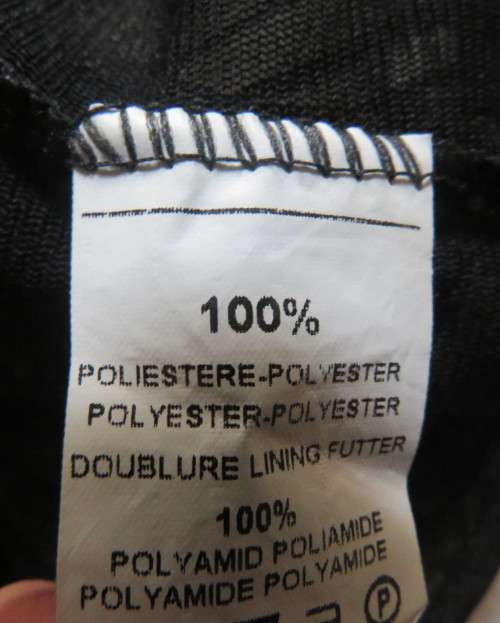 100%
POLIESTERE-POLYESTER
POLYESTER-POLYESTER
DOUBLURE LINING FUTTER
100%
POLYAMID POLIAMIDE
POLYAMIDE POLYAMIDE
P